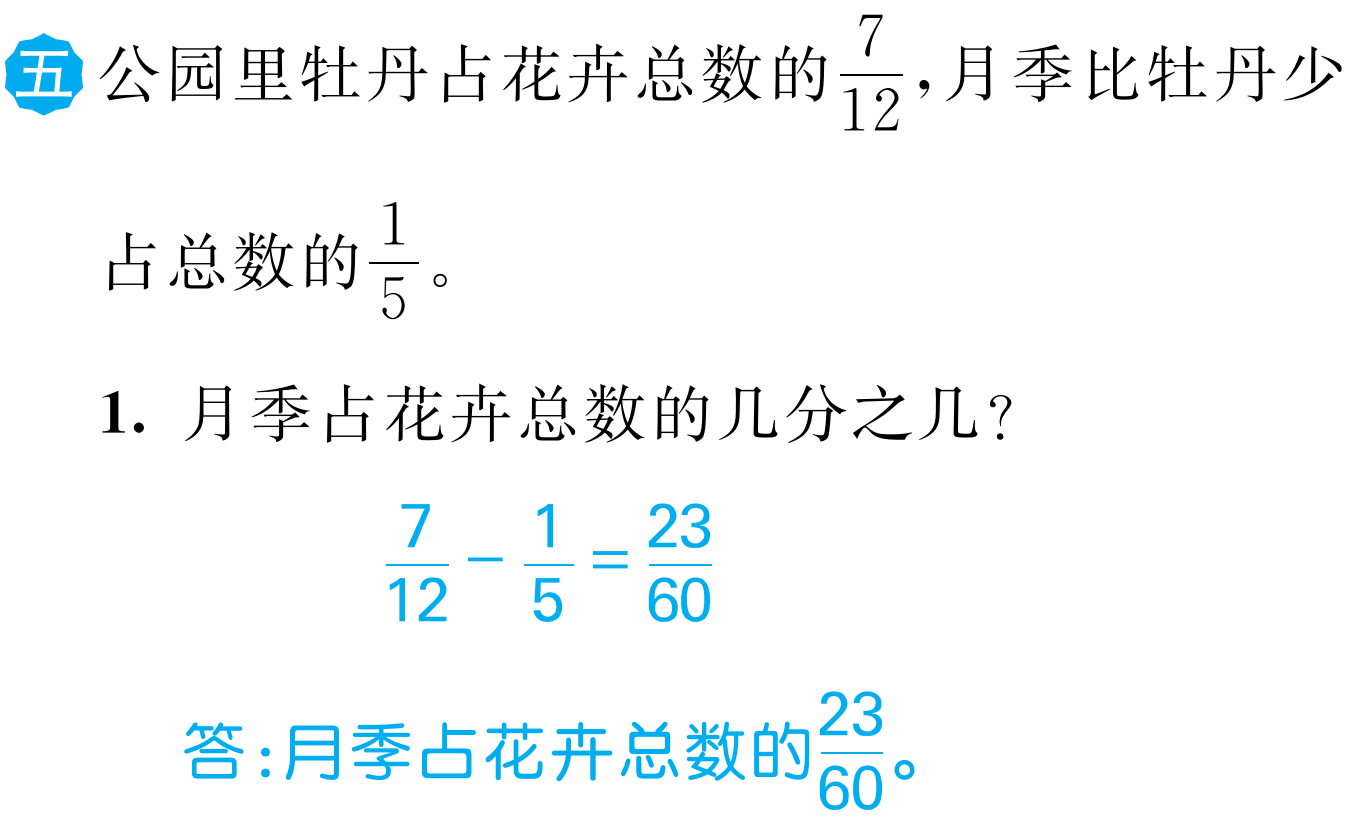 五 公园里牡丹占花卉总数的7/12,月季比牡丹少
占总数的1/5。
1. 月季占花卉总数的几分之几?
7/12 - 1/5 = 23/60
答:月季占花卉总数的23/60。